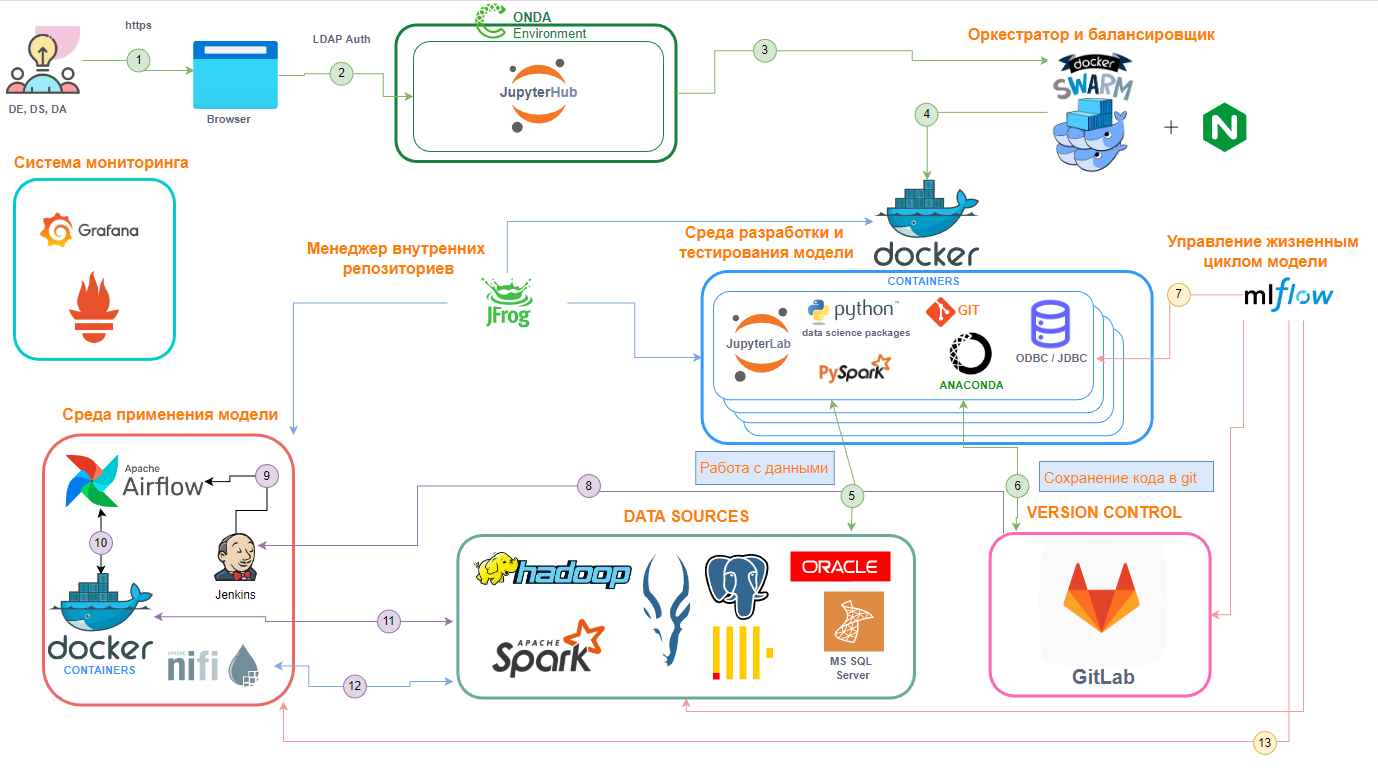 https
1
DE, DS, DA
Browser
LDAP Auth
2
ONDA
Environment
JupyterHub
3
Оркестратор и балансировщик
docker
SWARM
+
N
4
Система мониторинга
Grafana
Менеджер внутренних
репозиториев
JFrog
Среда разработки и
тестирования модели
docker
CONTAINERS
JupyterLab
python™
data science packages
PySpark
GIT
ANACONDA
ODBC / JDBC
Управление жизненным
циклом модели
mlflow
7
Среда применения модели
Apache
Airflow
9
10
Jenkins
docker
CONTAINERS
APACHE
nifi
8
11
12
Работа с данными
5
6
Сохранение кода в git
DATA SOURCES
hadoop
APACHE
Spark
ORACLE
MS SQL
Server
VERSION CONTROL
GitLab
13